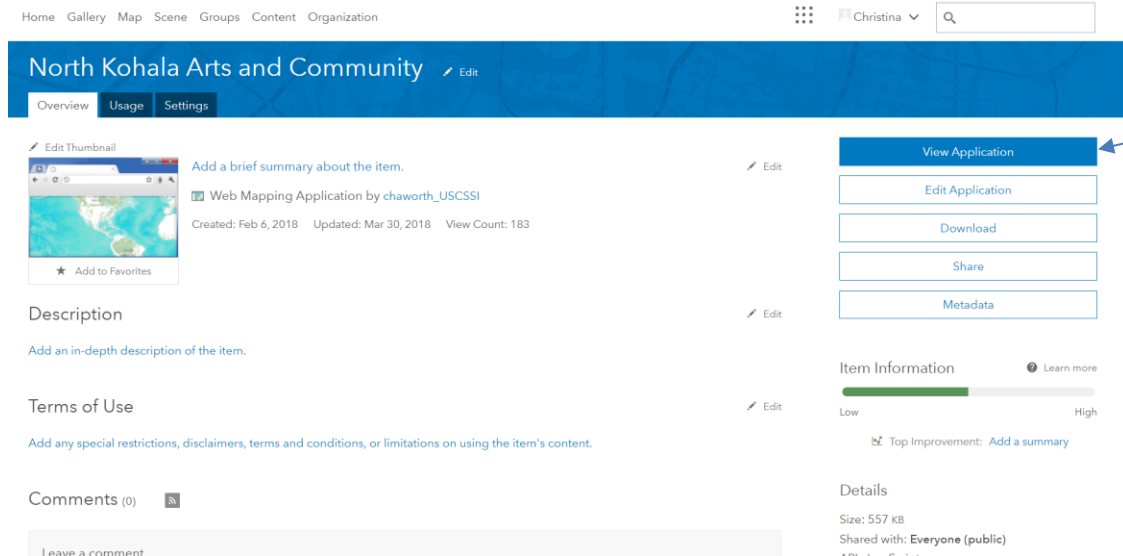 Home Gallery Map Scene Groups Content Organization Christina
North Kohala Arts and Community Edit
Overview Usage Settings
Edit Thumbnail
Add a brief summary about the item.
Edit
Web Mapping Application by chaworth_USCSSI
Created: Feb 6, 2018 Updated: Mar 30, 2018 View Count: 183
Add to Favorites
Description
Edit
Add an in-depth description of the item.
Terms of Use
Edit
Add any special restrictions, disclaimers, terms and conditions, or limitations on using the item's content.
Comments (0)
Leave a comment
View Application
Edit Application
Download
Share
Metadata
Item Information Learn more
Low High
Top Improvement: Add a summary
Details
Size: 557 KB
Shared with: Everyone (public)